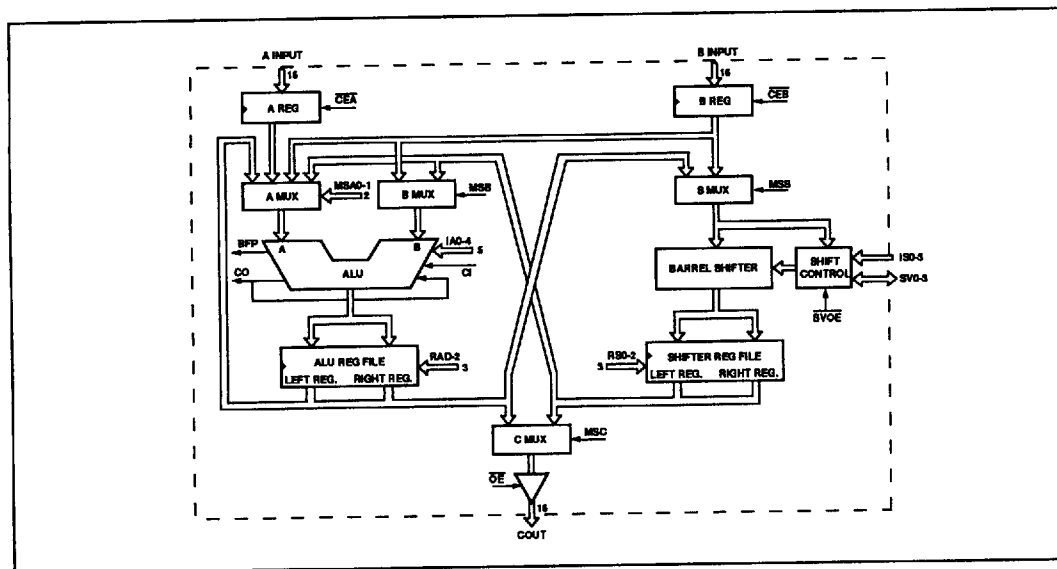 A INPUT
B INPUT
16
16
A REG
CEA
B REG
CEB
A MUX
MSA0-1
2
B MUX
MSB
S MUX
MSB
BFP
A
B
IA0-4
5
CO
ALU
CI
BARREL SHIFTER
SHIFT
CONTROL
IS0-3
SV0-3
SVOE
ALU REG FILE
LEFT REG.
RIGHT REG.
RA0-2
3
RS0-2
3
SHIFTER REG FILE
LEFT REG.
RIGHT REG.
C MUX
MSC
OE
16
COUT